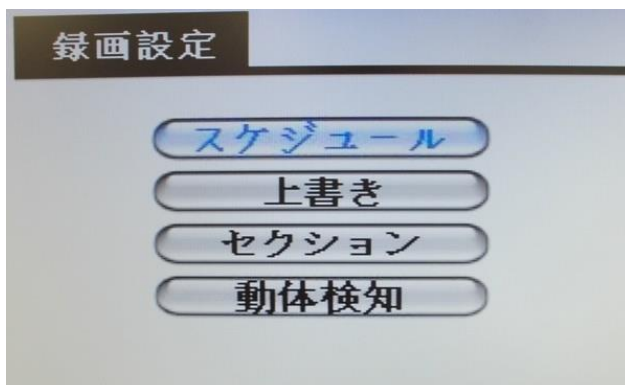 録画設定
スケジュール
上書き
セクション
動体検知